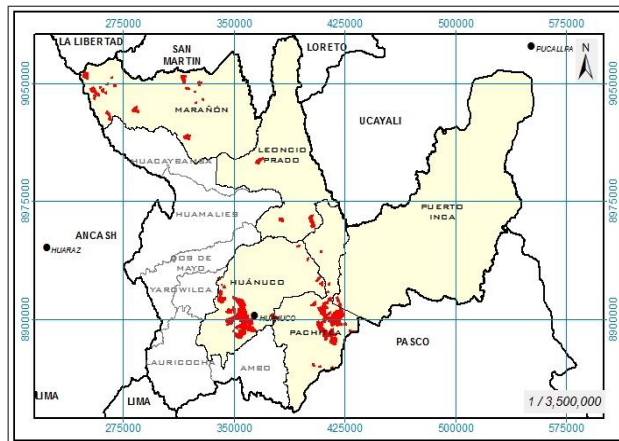 275000 350000 425000 500000 575000
LA LIBERTAD
SAN
MARTIN
LORETO
PUCALLPA
N
9050000
9050000
MARAÑÓN
UCAYALI
LEONCIO
PRADO
HUACAYBAMBA
8975000
8975000
HUAMALIES
PUERTO
INCA
ANCASH
HUARAZ
DOS DE
MAYO
YAROWILCA
HUÁNUCO
HUANUCO
8900000
8900000
PACHITEA
PASCO
LAURICOCHA
AMBO
LIMA
LIMA
1 / 3,500,000
275000 350000 425000 500000 575000